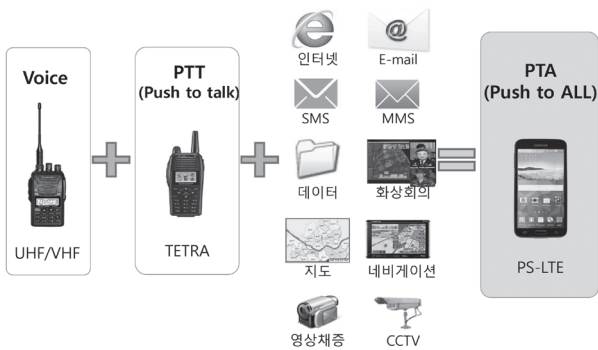 Voice
UHF/VHF
PTT
(Push to talk)
TETRA
인터넷
E-mail
SMS
MMS
데이터
화상회의
지도
네비게이션
영상채증
CCTV
PTA
(Push to ALL)
PS-LTE